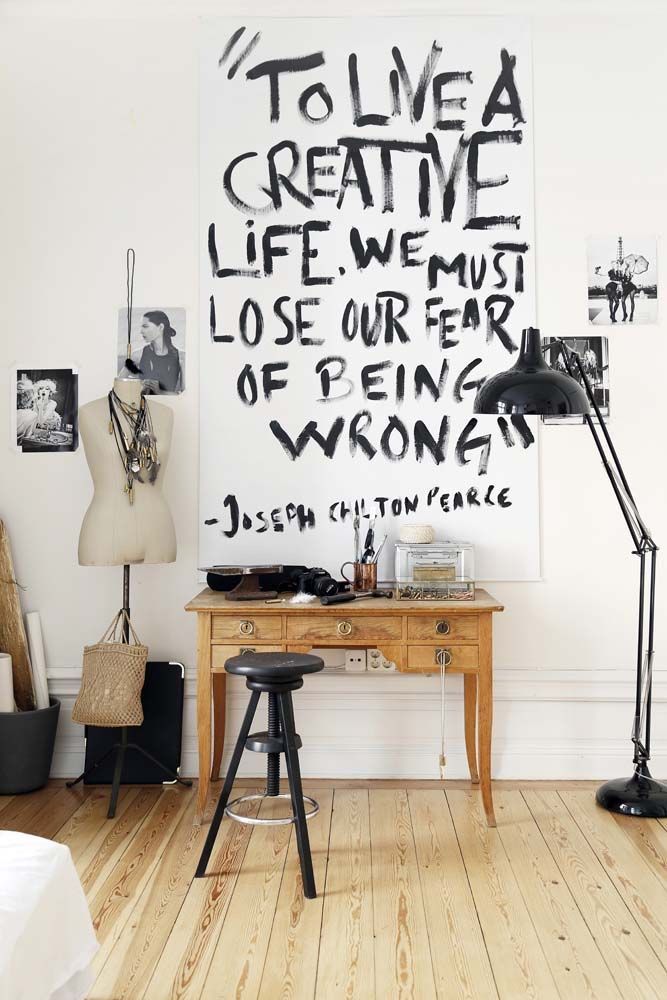 "TO LIVE A
CREATIVE
LIFE. WE MUST
LOSE OUR FEAR
OF BEING
WRONG"
-JOSEPH CHILTON PEARCE